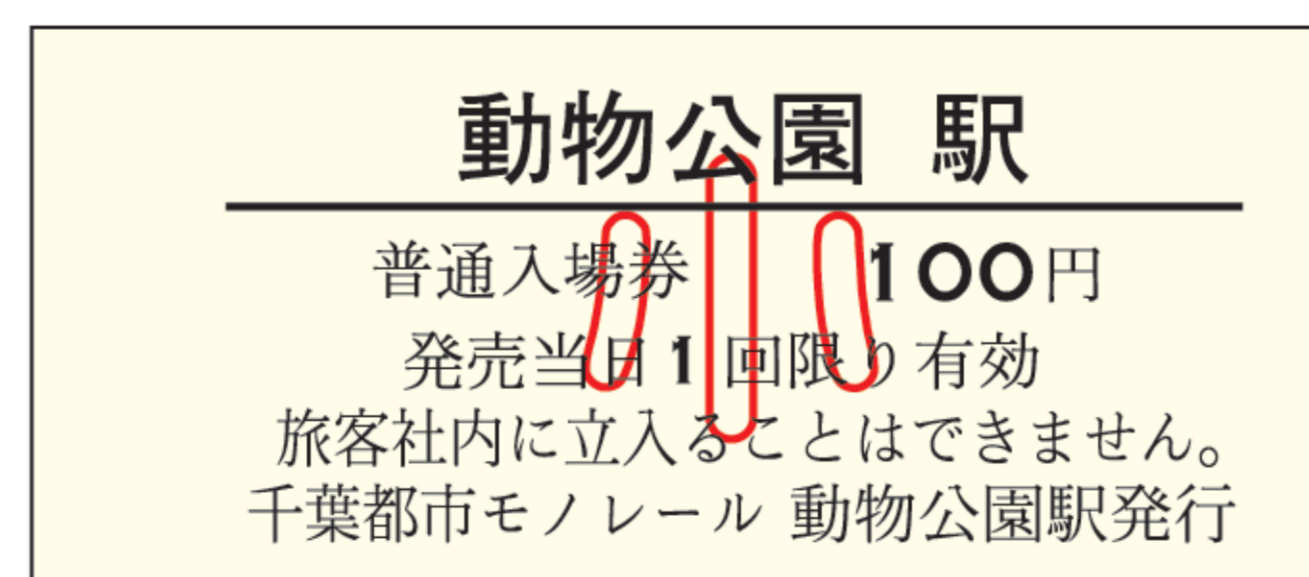 動物公園 駅
普通入場券 100円
発売当日1回限り有効
旅客社内に立入ることはできません。
千葉都市モノレール 動物公園駅発行
小